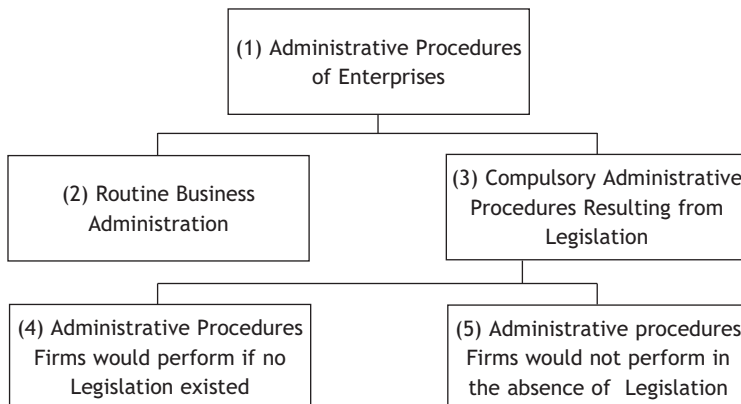 (1) Administrative Procedures
of Enterprises
(2) Routine Business
Administration
(3) Compulsory Administrative
Procedures Resulting from
Legislation
(4) Administrative Procedures
Firms would perform if no
Legislation existed
(5) Administrative procedures
Firms would not perform in
the absence of Legislation